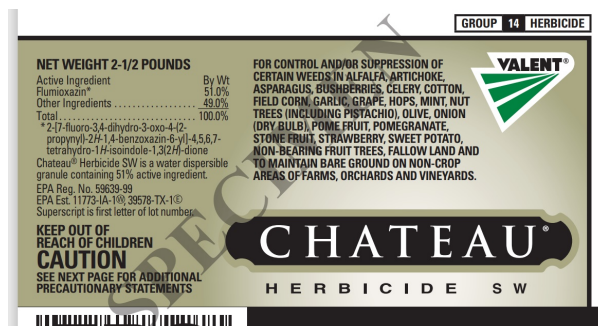 GROUP 14 HERBICIDE
NET WEIGHT 2-1/2 POUNDS
Active Ingredient By Wt
Flumioxazin* 51.0%
Other Ingredients .................... 49.0%
Total.................................... 100.0%
*2-[7-fluoro-3,4-dihydro-3-oxo-4-(2-
propynyl)-2H-1,4-benzoxazin-6-yl]-4,5,6,7-
tetrahydro-1H-isoindole-1,3(2H)-dione
Chateau® Herbicide SW is a water dispersible
granule containing 51% active ingredient.
EPA Reg. No. 59639-99
EPA Est. 11773-IA-1Ⓦ; 39578-TX-1Ⓔ
Superscript is first letter of lot number.
KEEP OUT OF
REACH OF CHILDREN
CAUTION
SEE NEXT PAGE FOR ADDITIONAL
PRECAUTIONARY STATEMENTS
FOR CONTROL AND/OR SUPPRESSION OF
CERTAIN WEEDS IN ALFALFA, ARTICHOKE,
ASPARAGUS, BUSHBERRIES, CELERY, COTTON,
FIELD CORN, GARLIC, GRAPE, HOPS, MINT, NUT
TREES (INCLUDING PISTACHIO), OLIVE, ONION
(DRY BULB), POME FRUIT, POMEGRANATE,
STONE FRUIT, STRAWBERRY, SWEET POTATO,
NON-BEARING FRUIT TREES, FALLOW LAND AND
TO MAINTAIN BARE GROUND ON NON-CROP
AREAS OF FARMS, ORCHARDS AND VINEYARDS.
VALENT®
CHATEAU®
HERBICIDE SW
SPECIMEN